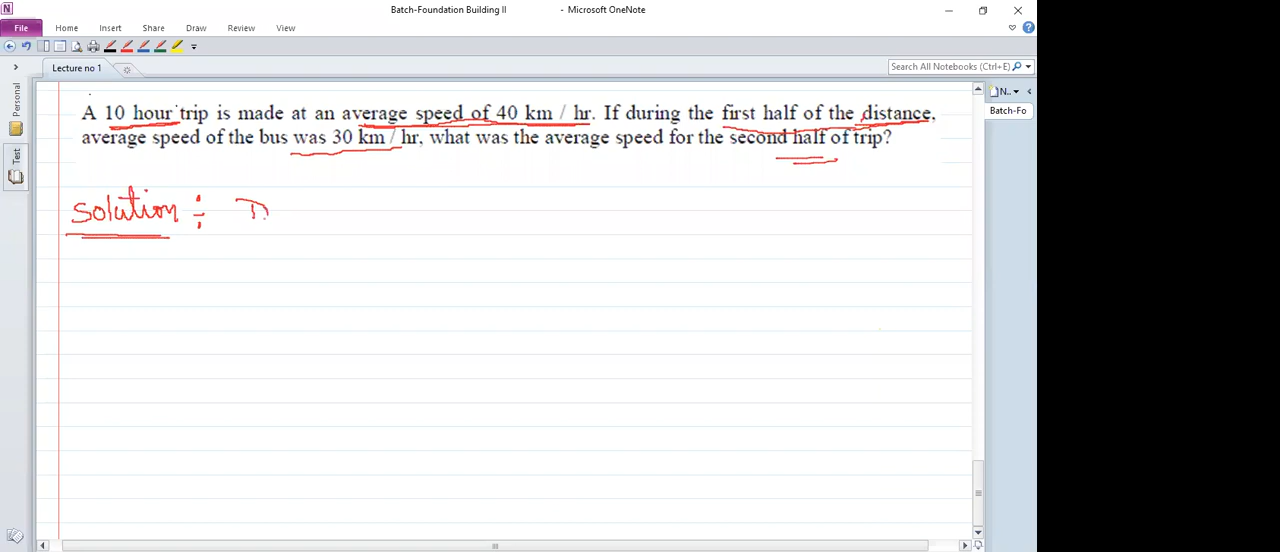 Batch-Foundation Building II - Microsoft OneNote
File Home Insert Share Draw Review View
Lecture no 1
Search All Notebooks (Ctrl+E)
Personal
Test
N..
Batch-Fo
A 10 hour trip is made at an average speed of 40 km / hr. If during the first half of the distance,
average speed of the bus was 30 km / hr, what was the average speed for the second half of trip?
Solution ÷